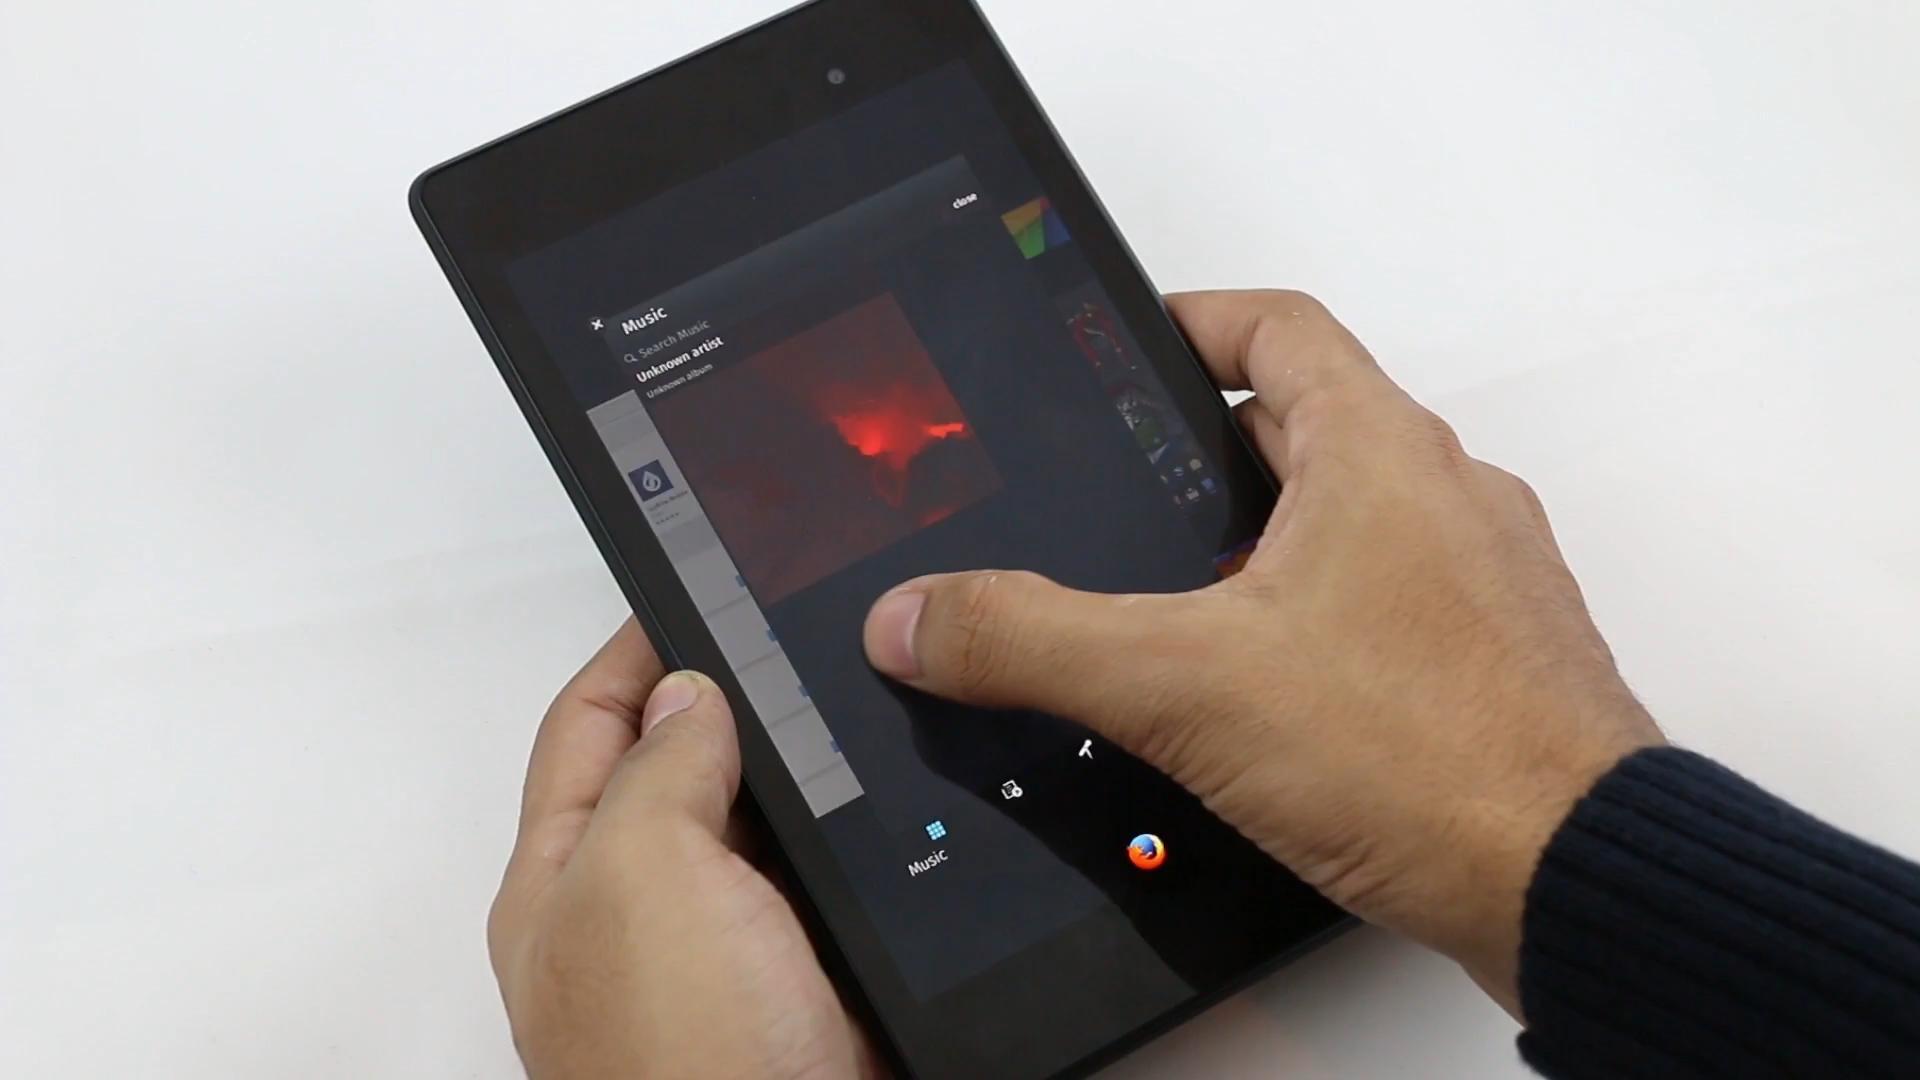 close
Music
Search Music
Unknown artist
Unknown album
Music